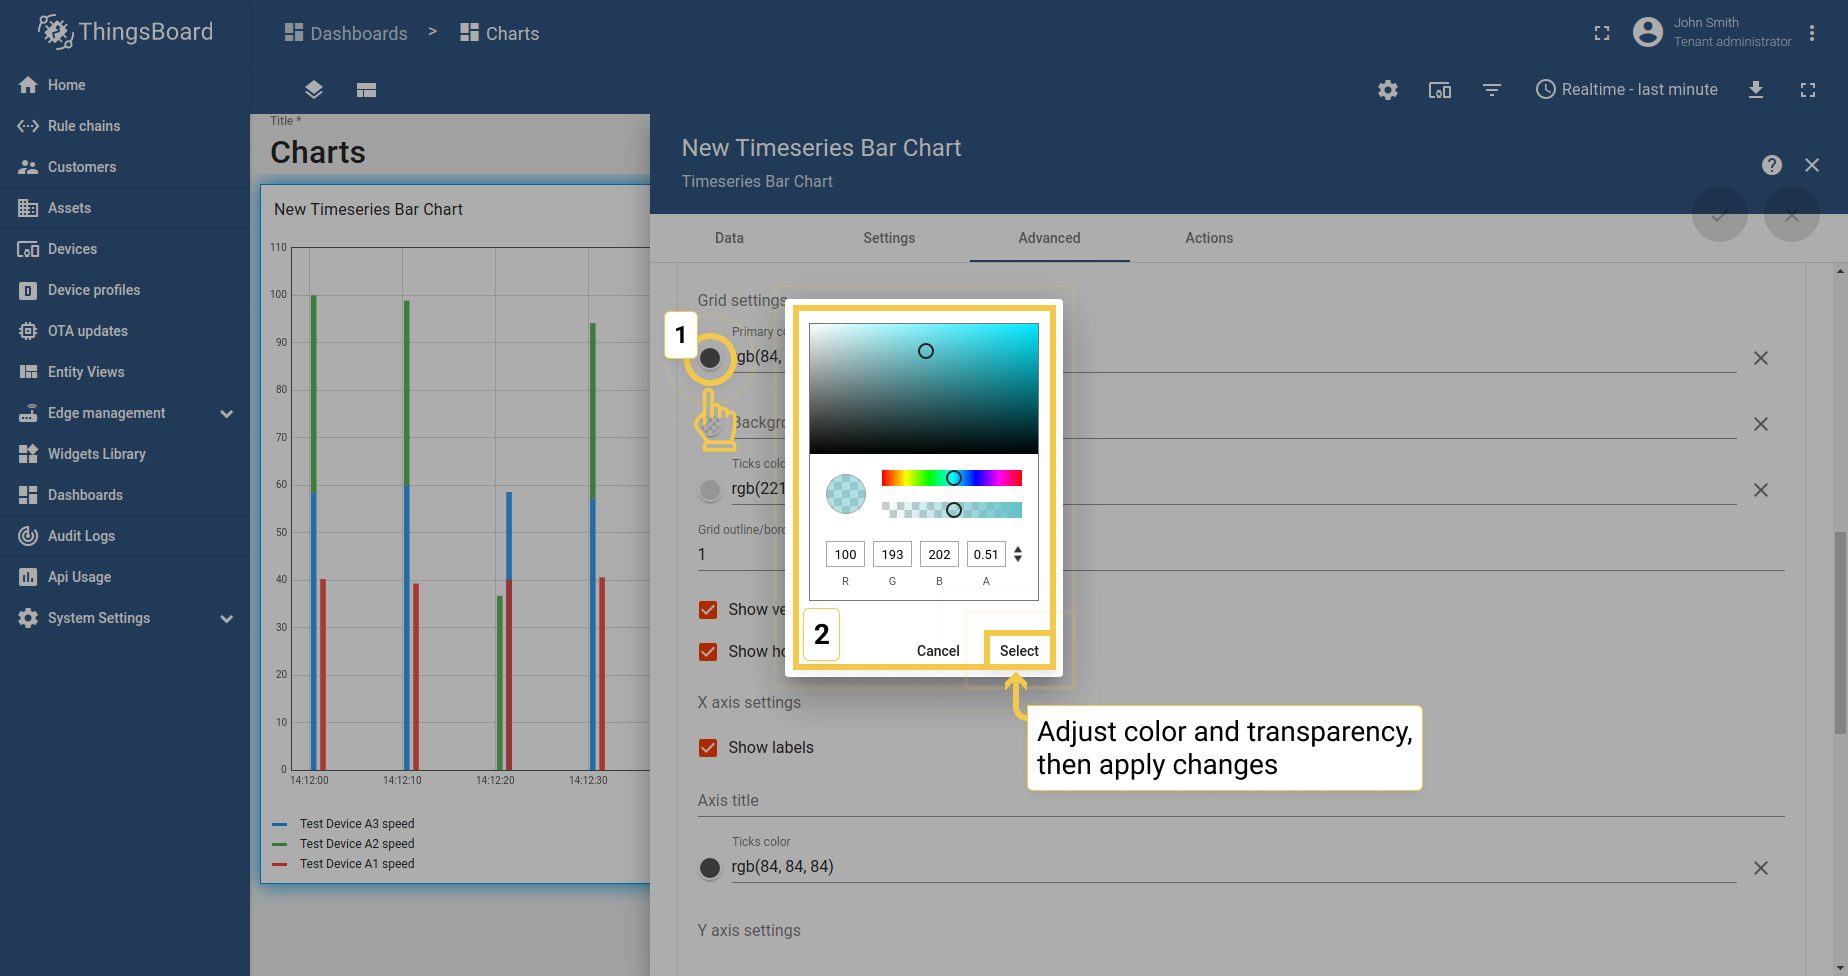 ThingsBoard
Dashboards > Charts
John Smith
Tenant administrator
Home
Rule chains
Customers
Assets
Devices
Device profiles
OTA updates
Entity Views
Edge management
Widgets Library
Dashboards
Audit Logs
Api Usage
System Settings
Realtime - last minute
Title *
Charts
New Timeseries Bar Chart
110
100
90
80
70
60
50
40
30
20
10
0
14:12:00 14:12:10 14:12:20 14:12:30
Test Device A3 speed
Test Device A2 speed
Test Device A1 speed
New Timeseries Bar Chart
Timeseries Bar Chart
Data Settings Advanced Actions
Grid settings
Primary co
1
rgb(84,
Backgro
Ticks colo
rgb(221
Grid outline/bord
1
Show ve
Show ho
100 193 202 0.51
R G B A
2
Cancel Select
Adjust color and transparency,
then apply changes
X axis settings
Show labels
Axis title
Ticks color
rgb(84, 84, 84)
Y axis settings